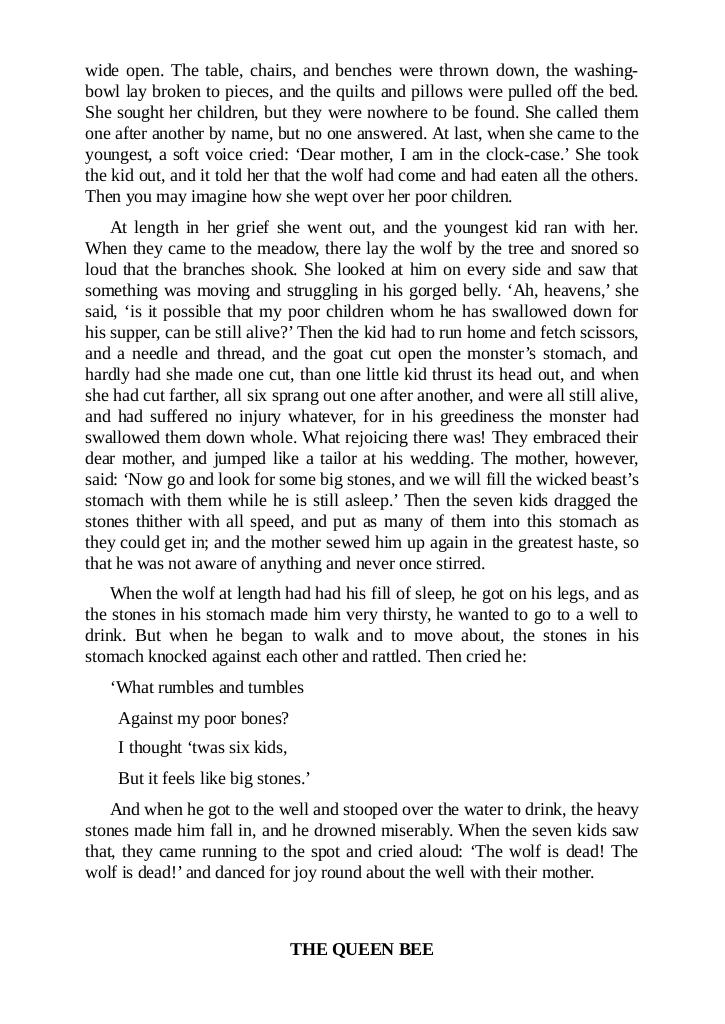 wide open. The table, chairs, and benches were thrown down, the washing-
bowl lay broken to pieces, and the quilts and pillows were pulled off the bed.
She sought her children, but they were nowhere to be found. She called them
one after another by name, but no one answered. At last, when she came to the
youngest, a soft voice cried: ‘Dear mother, I am in the clock-case.’ She took
the kid out, and it told her that the wolf had come and had eaten all the others.
Then you may imagine how she wept over her poor children.
At length in her grief she went out, and the youngest kid ran with her.
When they came to the meadow, there lay the wolf by the tree and snored so
loud that the branches shook. She looked at him on every side and saw that
something was moving and struggling in his gorged belly. ‘Ah, heavens,’ she
said, ‘is it possible that my poor children whom he has swallowed down for
his supper, can be still alive?’ Then the kid had to run home and fetch scissors,
and a needle and thread, and the goat cut open the monster’s stomach, and
hardly had she made one cut, than one little kid thrust its head out, and when
she had cut farther, all six sprang out one after another, and were all still alive,
and had suffered no injury whatever, for in his greediness the monster had
swallowed them down whole. What rejoicing there was! They embraced their
dear mother, and jumped like a tailor at his wedding. The mother, however,
said: ‘Now go and look for some big stones, and we will fill the wicked beast’s
stomach with them while he is still asleep.’ Then the seven kids dragged the
stones thither with all speed, and put as many of them into this stomach as
they could get in; and the mother sewed him up again in the greatest haste, so
that he was not aware of anything and never once stirred.
When the wolf at length had had his fill of sleep, he got on his legs, and as
the stones in his stomach made him very thirsty, he wanted to go to a well to
drink. But when he began to walk and to move about, the stones in his
stomach knocked against each other and rattled. Then cried he:
‘What rumbles and tumbles
Against my poor bones?
I thought ‘twas six kids,
But it feels like big stones.’
And when he got to the well and stooped over the water to drink, the heavy
stones made him fall in, and he drowned miserably. When the seven kids saw
that, they came running to the spot and cried aloud: ‘The wolf is dead! The
wolf is dead!’ and danced for joy round about the well with their mother.
THE QUEEN BEE